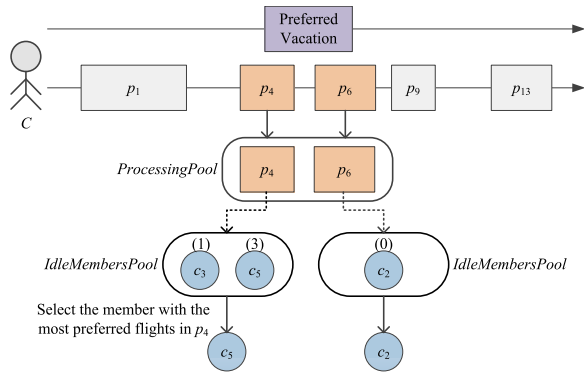 Preferred
Vacation
p1 p4 p6 p9 p13
C
ProcessingPool p4 p6
(1) (3) (0)
IdleMembersPool c3 c5 c2 IdleMembersPool
Select the member with the
most preferred flights in p4
c5 c2